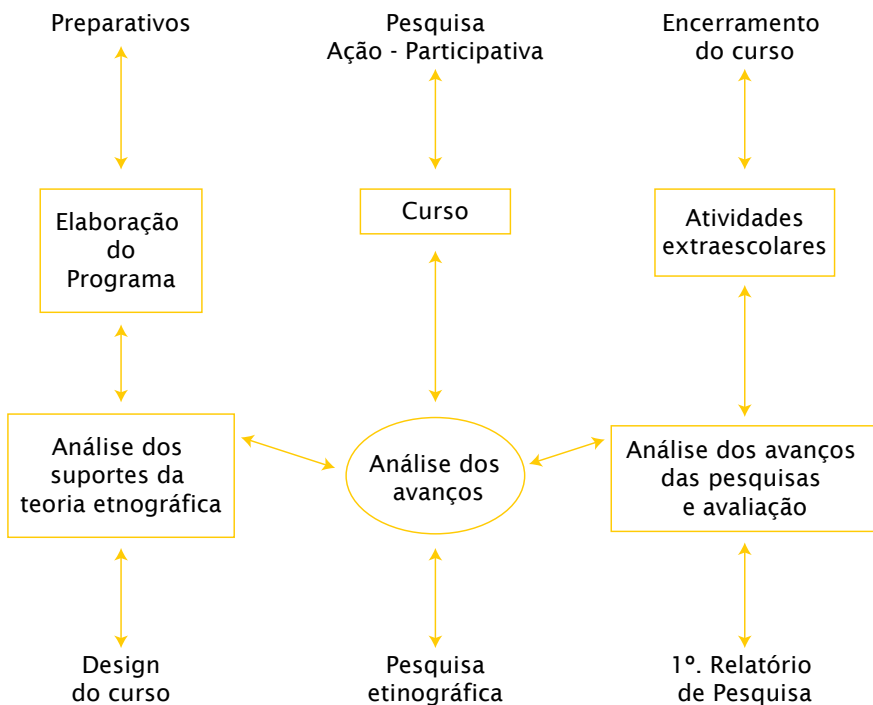 Preparativos
Pesquisa
Ação - Participativa
Encerramento
do curso
Elaboração
do
Programa
Curso
Atividades
extraescolares
Análise dos
suportes da
teoria etnográfica
Análise dos
avanços
Análise dos avanços
das pesquisas
e avaliação
Design
do curso
Pesquisa
etinográfica
1º. Relatório
de Pesquisa